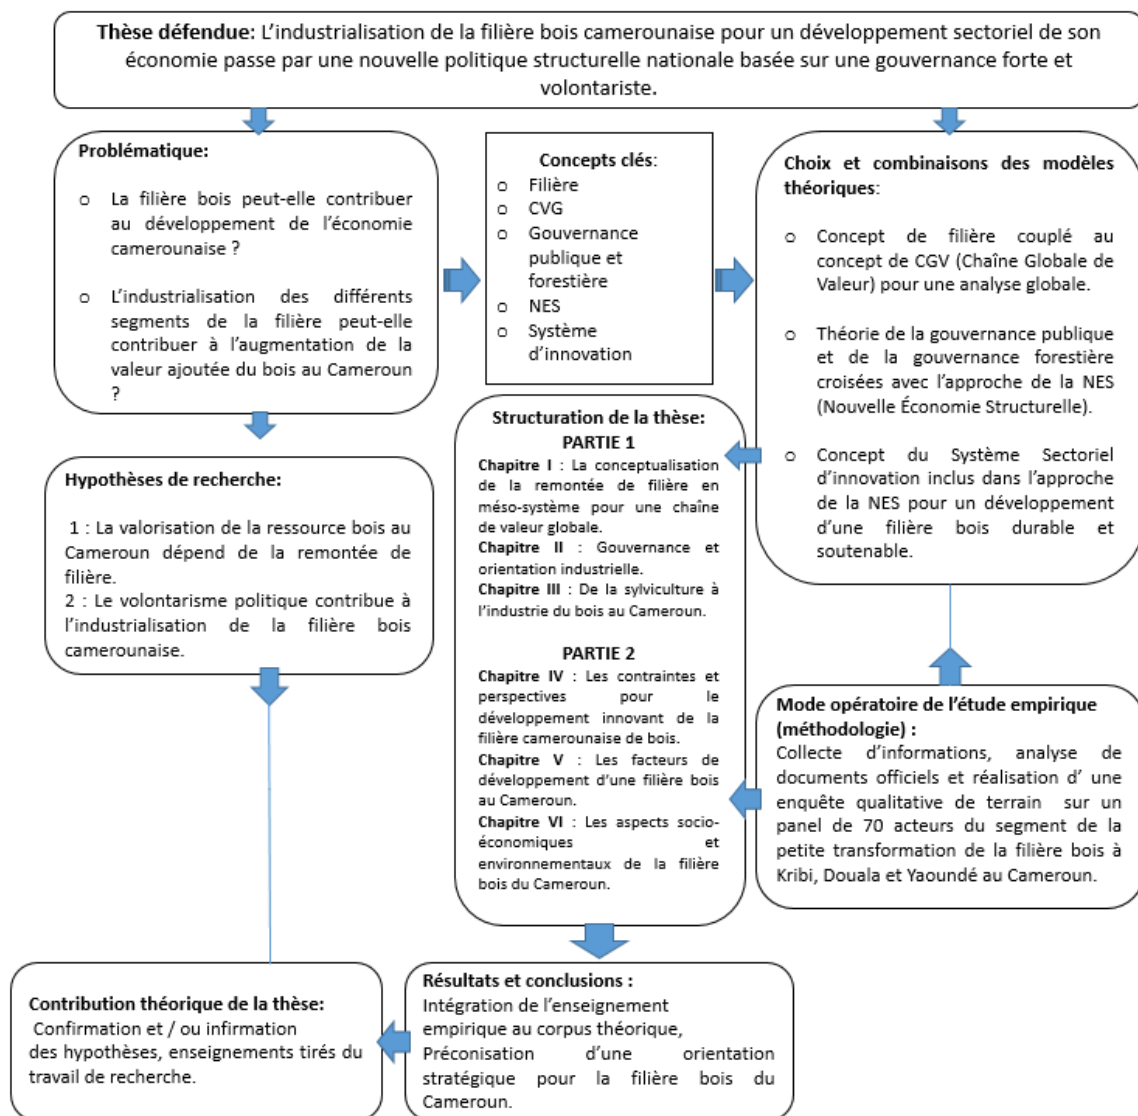 Thèse défendue: L'industrialisation de la filière bois camerounaise pour un développement sectoriel de son
économie passe par une nouvelle politique structurelle nationale basée sur une gouvernance forte et
volontariste.
Problématique:
o La filière bois peut-elle contribuer
au développement de l'économie
camerounaise ?
o L'industrialisation des différents
segments de la filière peut-elle
contribuer à l'augmentation de la
valeur ajoutée du bois au Cameroun
?
Concepts clés:
o Filière
o CVG
o Gouvernance
publique et
forestière
o NES
o Système
d'innovation
Choix et combinaisons des modèles
théoriques:
o Concept de filière couplé au
concept de CGV (Chaîne Globale de
Valeur) pour une analyse globale.
o Théorie de la gouvernance publique
et de la gouvernance forestière
croisées avec l'approche de la NES
(Nouvelle Économie Structurelle).
o Concept du Système Sectoriel
d'innovation inclus dans l'approche
de la NES pour un développement
d'une filière bois durable et
soutenable.
Hypothèses de recherche:
1 : La valorisation de la ressource bois au
Cameroun dépend de la remontée de
filière.
2 : Le volontarisme politique contribue à
l'industrialisation de la filière bois
camerounaise.
Structuration de la thèse:
PARTIE 1
Chapitre I : La conceptualisation
de la remontée de filière en
méso-système pour une chaîne
de valeur globale.
Chapitre II : Gouvernance et
orientation industrielle.
Chapitre III : De la sylviculture à
l'industrie du bois au Cameroun.
PARTIE 2
Chapitre IV : Les contraintes et
perspectives pour le
développement innovant de la
filière camerounaise de bois.
Chapitre V : Les facteurs de
développement d'une filière bois
au Cameroun.
Chapitre VI : Les aspects socio-
économiques et
environnementaux de la filière
bois du Cameroun.
Mode opératoire de l'étude empirique
(méthodologie) :
Collecte d'informations, analyse de
documents officiels et réalisation d' une
enquête qualitative de terrain sur un
panel de 70 acteurs du segment de la
petite transformation de la filière bois à
Kribi, Douala et Yaoundé au Cameroun.
Résultats et conclusions :
Intégration de l'enseignement
empirique au corpus théorique,
Préconisation d'une orientation
stratégique pour la filière bois du
Cameroun.
Contribution théorique de la thèse:
Confirmation et / ou infirmation
des hypothèses, enseignements tirés du
travail de recherche.